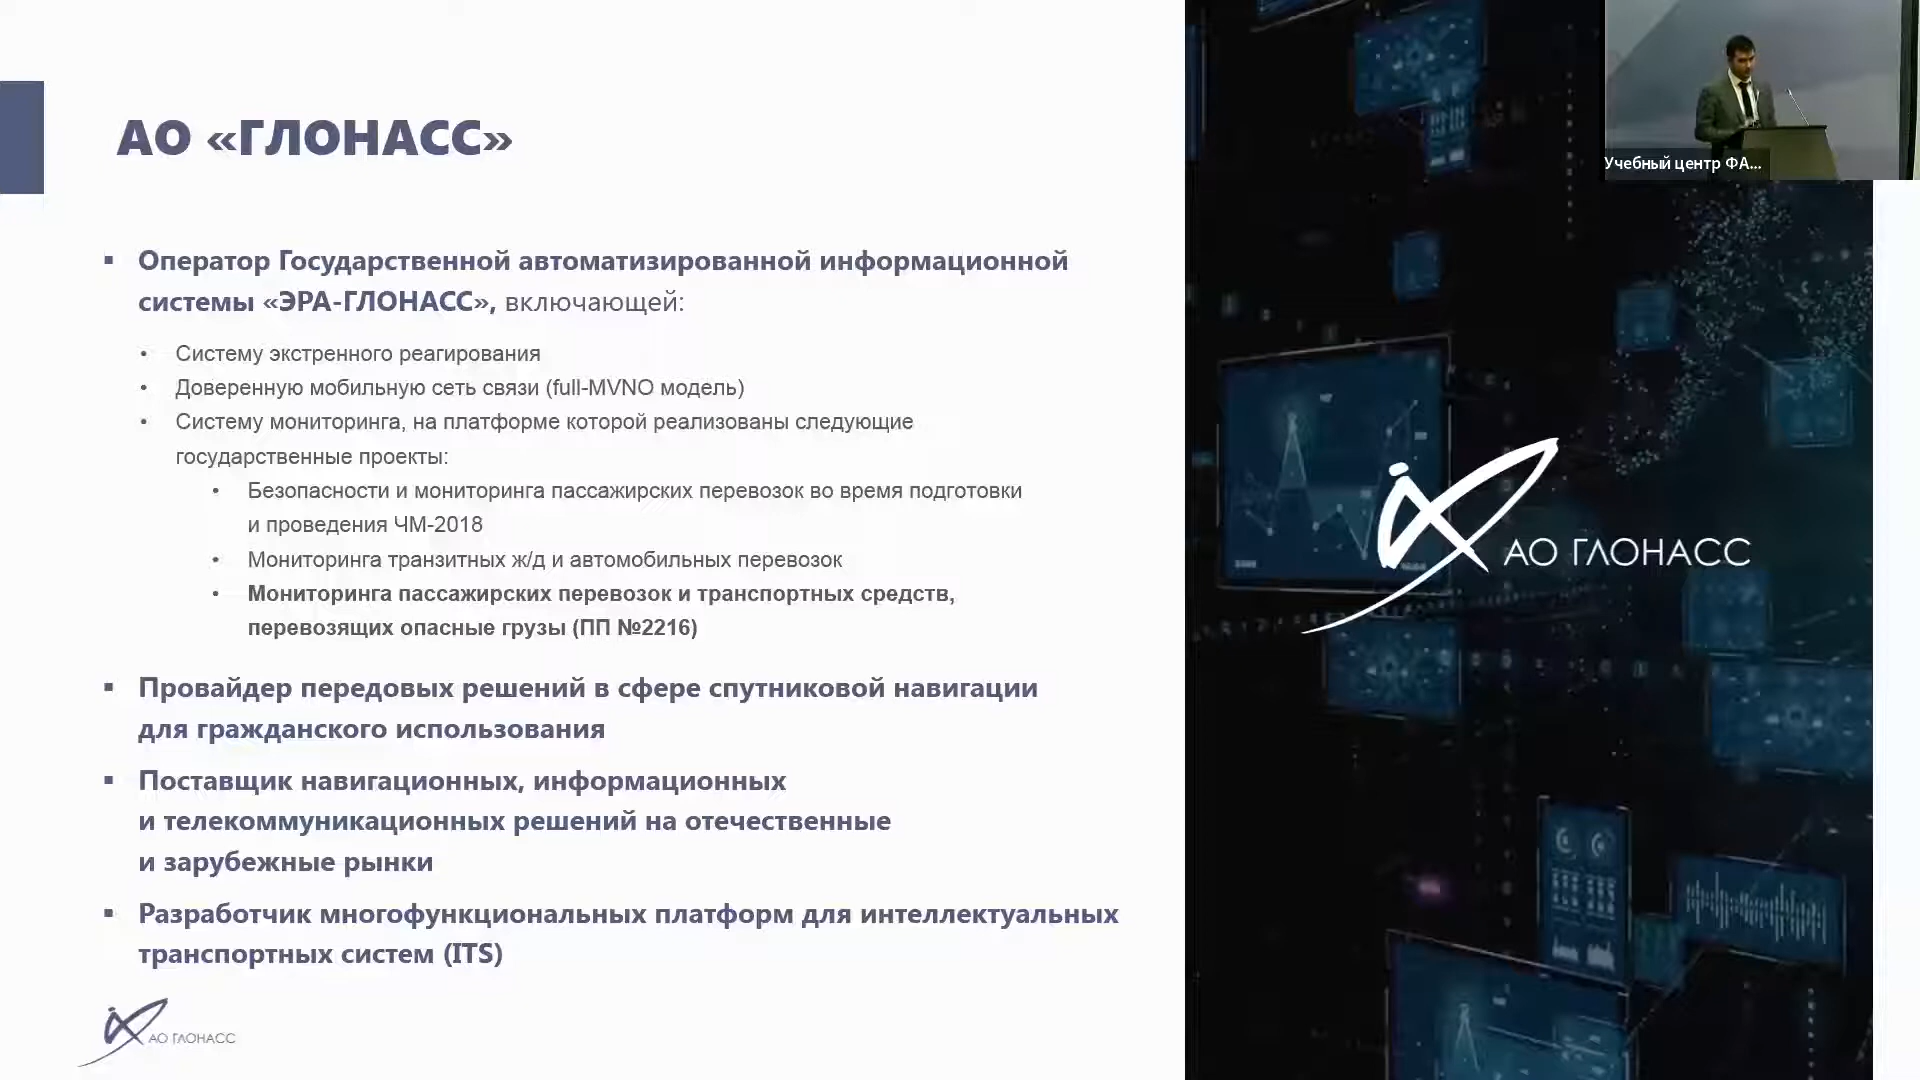 АО «ГЛОНАСС»
Учебный центр ФА...
▪ Оператор Государственной автоматизированной информационной
системы «ЭРА-ГЛОНАСС», включающей:
• Систему экстренного реагирования
• Доверенную мобильную сеть связи (full-MVNO модель)
• Систему мониторинга, на платформе которой реализованы следующие
государственные проекты:
• Безопасности и мониторинга пассажирских перевозок во время подготовки
и проведения ЧМ-2018
• Мониторинга транзитных ж/д и автомобильных перевозок
• Мониторинга пассажирских перевозок и транспортных средств,
перевозящих опасные грузы (ПП №2216)
▪ Провайдер передовых решений в сфере спутниковой навигации
для гражданского использования
▪ Поставщик навигационных, информационных
и телекоммуникационных решений на отечественные
и зарубежные рынки
▪ Разработчик многофункциональных платформ для интеллектуальных
транспортных систем (ITS)
АО ГЛОНАСС
АО ГЛОНАСС